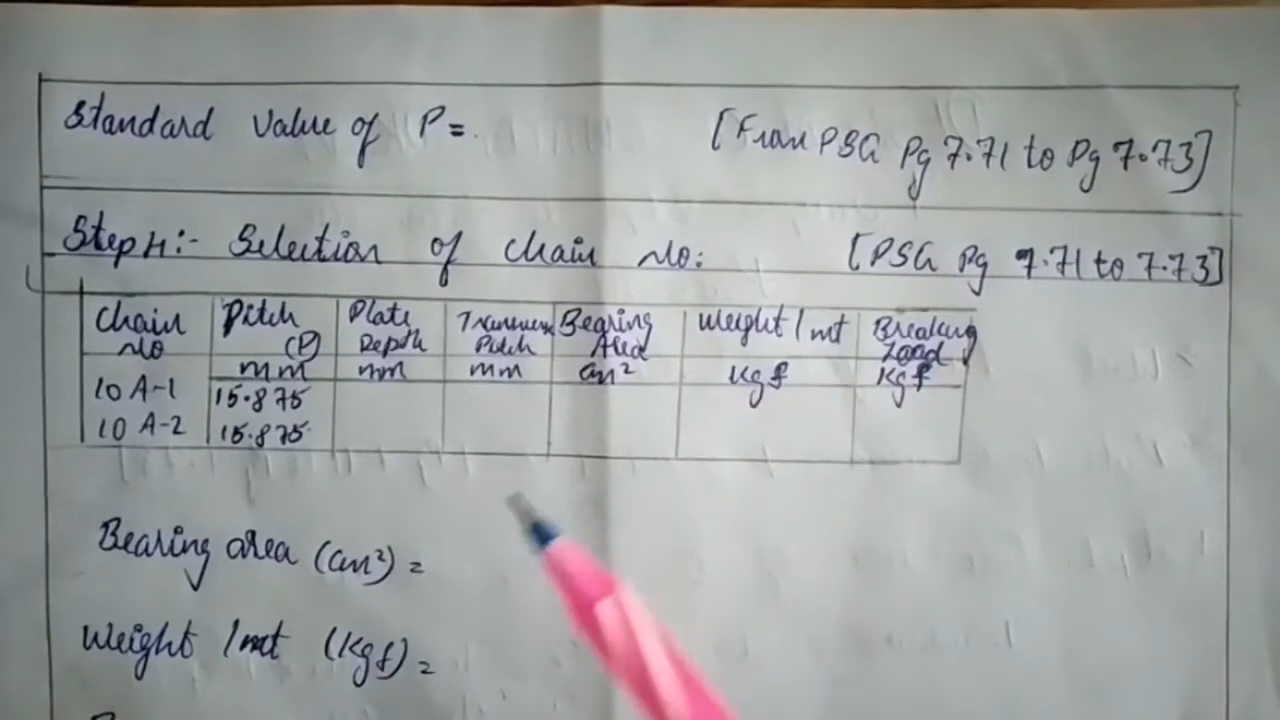 Standard Value of P=. [From PSG Pg 7.71 to Pg 7.73]
Step 4:- Selection of Chain No: [PSG Pg 7.71 to 7.73]
Chain No Pitch (P) Plate Depth Transverse Pitch Bearing Area Weight / mt Breaking Load
mm mm mm cm² Kgf Kgf
10 A-1 15.875
10 A-2 15.875
Bearing area (cm²) =
Weight / mt (Kgf) =